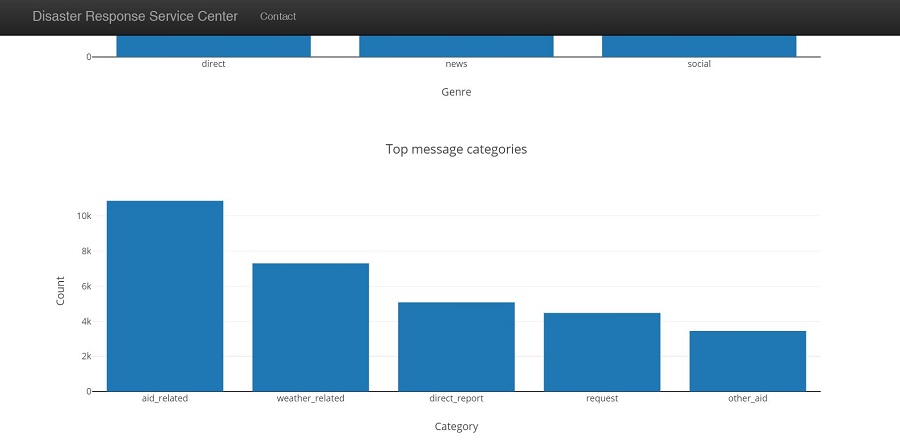 Disaster Response Service Center Contact
0
direct news social
Genre
Top message categories
10k
8k
6k
4k
2k
0
Count
aid_related weather_related direct_report request other_aid
Category